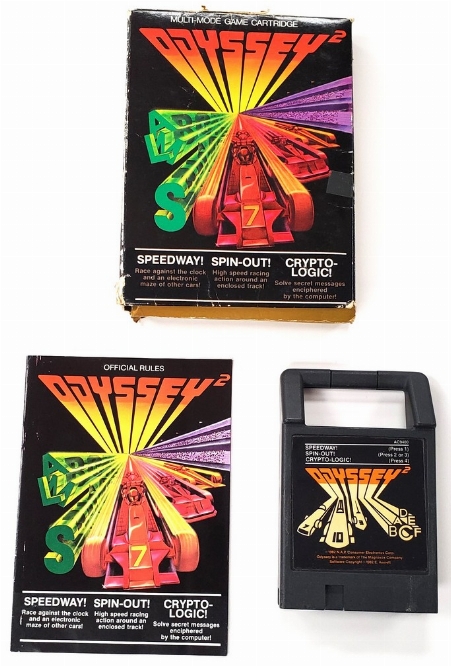 MULTI-MODE GAME CARTRIDGE
ODYSSEY²
7
SPEEDWAY!
Race against the clock
and an electronic
maze of other cars!
SPIN-OUT!
High speed racing
action around an
enclosed track!
CRYPTO-
LOGIC!
Solve secret messages
enciphered
by the computer!
OFFICIAL RULES
ODYSSEY²
7
SPEEDWAY!
Race against the clock
and an electronic
maze of other cars!
SPIN-OUT!
High speed racing
action around an
enclosed track!
CRYPTO-
LOGIC!
Solve secret messages
enciphered
by the computer!
AC9400
SPEEDWAY! (Press 1)
SPIN-OUT! (Press 2 or 3)
CRYPTO-LOGIC! (Press 4)
ODYSSEY²
10